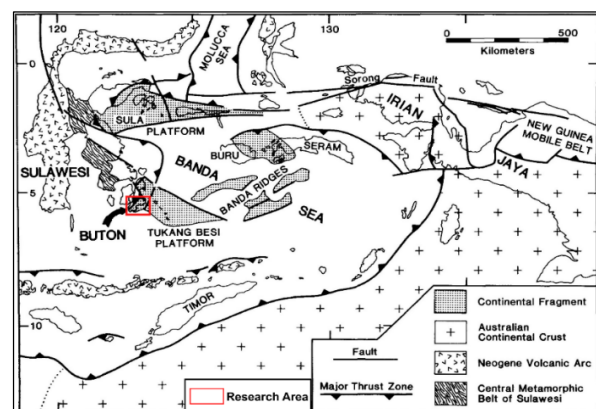 120
130
0
MOLUCCA
SEA
500
Kilometers
Sorong
Fault
SULA
PLATFORM
IRIAN
NEW GUINEA
MOBILE BELT
JAYA
BURU
SERAM
SULAWESI
BANDA
BANDA RIDGES
SEA
5
BUTON
TUKANG BESI
PLATFORM
TIMOR
10
Continental Fragment
Australian
Continental Crust
Fault
Neogene Volcanic Arc
Major Thrust Zone
Central Metamorphic
Belt of Sulawesi
Research Area